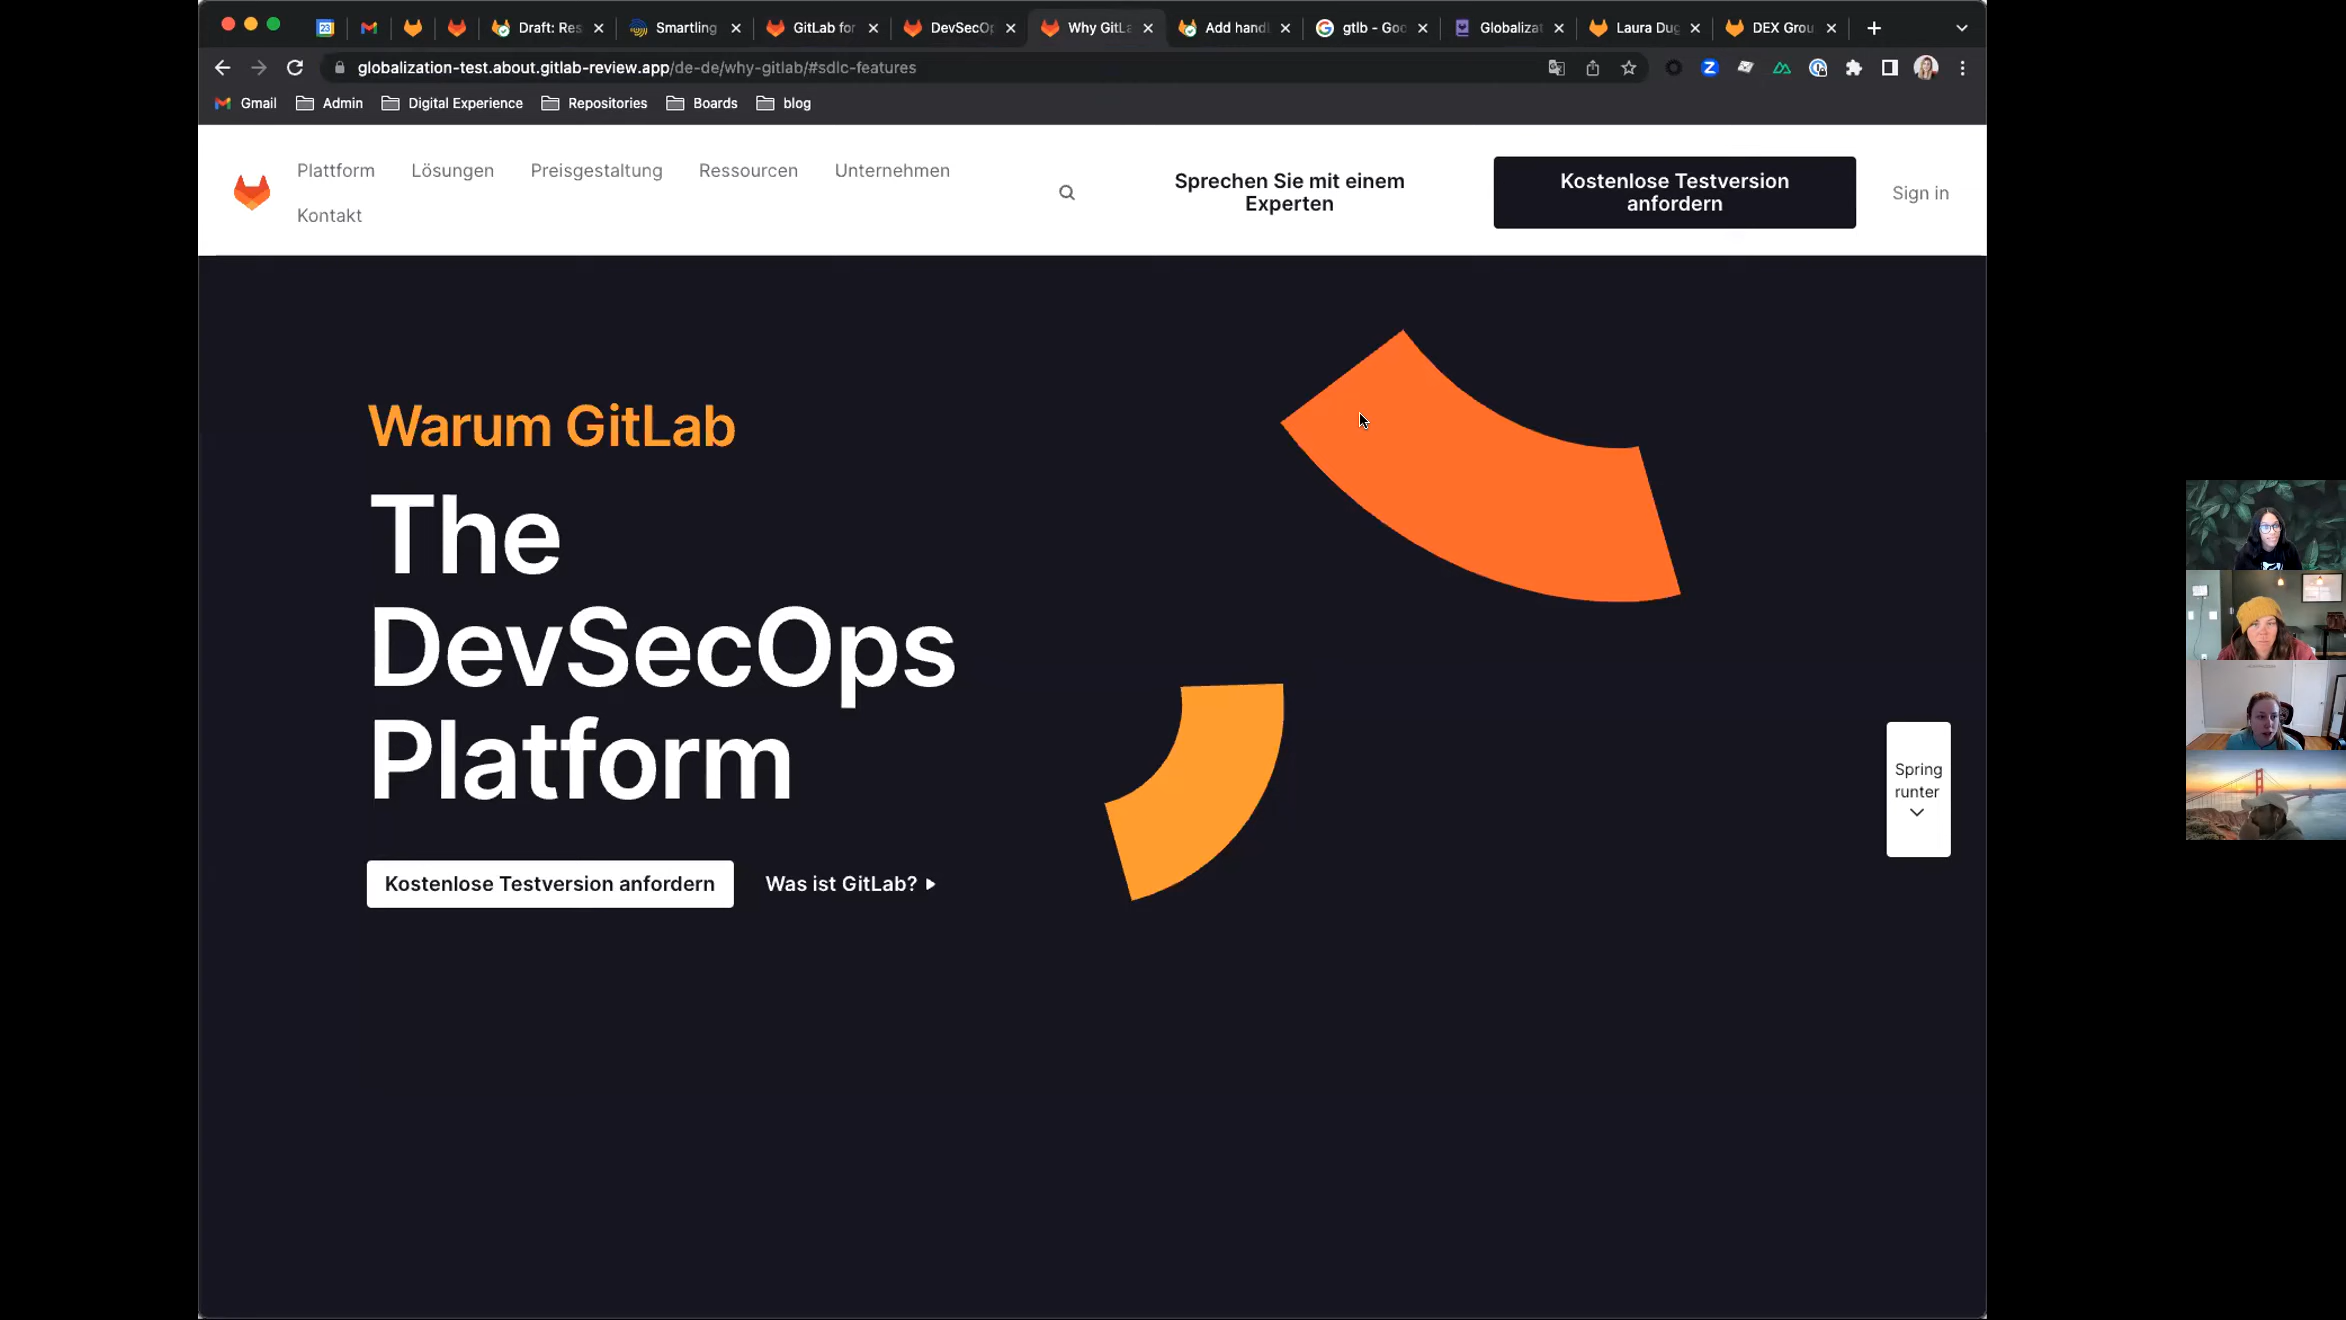 23
Draft: Res
Smartling
GitLab for
DevSecOp
Why GitLa
Add handl
gtlb - Goo
Globalizat
Laura Dug
DEX Grou
globalization-test.about.gitlab-review.app/de-de/why-gitlab/#sdlc-features
Z
Gmail
Admin
Digital Experience
Repositories
Boards
blog
Plattform
Lösungen
Preisgestaltung
Ressourcen
Unternehmen
Kontakt
Sprechen Sie mit einem
Experten
Kostenlose Testversion
anfordern
Sign in
Warum GitLab
The
DevSecOps
Platform
Kostenlose Testversion anfordern
Was ist GitLab?
Spring
runter